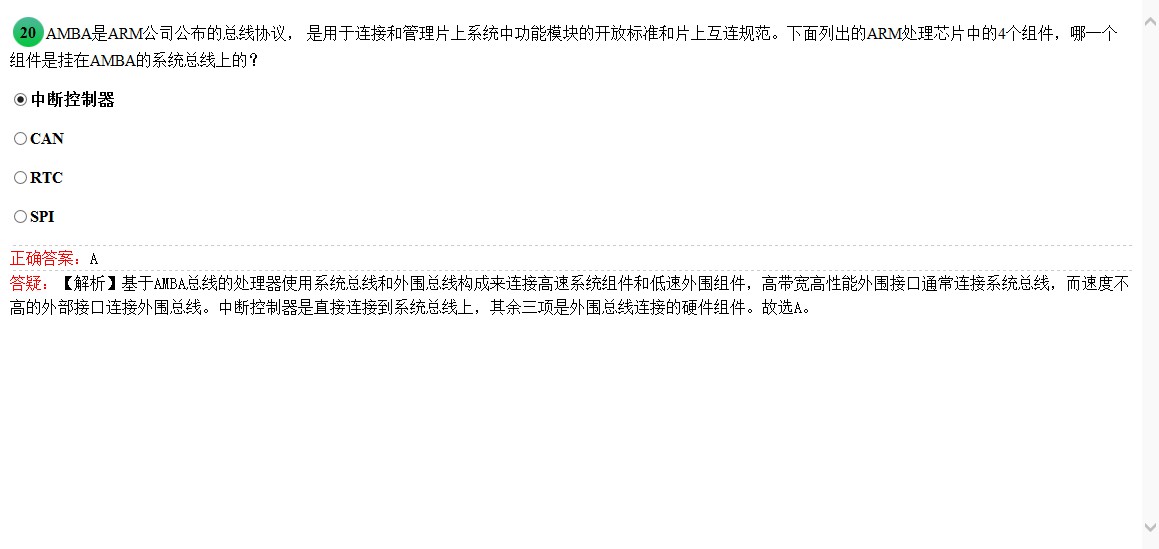 20 AMBA是ARM公司公布的总线协议， 是用于连接和管理片上系统中功能模块的开放标准和片上互连规范。下面列出的ARM处理芯片中的4个组件，哪一个
组件是挂在AMBA的系统总线上的？
中断控制器
CAN
RTC
SPI
正确答案：A
答疑：【解析】基于AMBA总线的处理器使用系统总线和外围总线构成来连接高速系统组件和低速外围组件，高带宽高性能外围接口通常连接系统总线，而速度不
高的外部接口连接外围总线。中断控制器是直接连接到系统总线上，其余三项是外围总线连接的硬件组件。故选A。